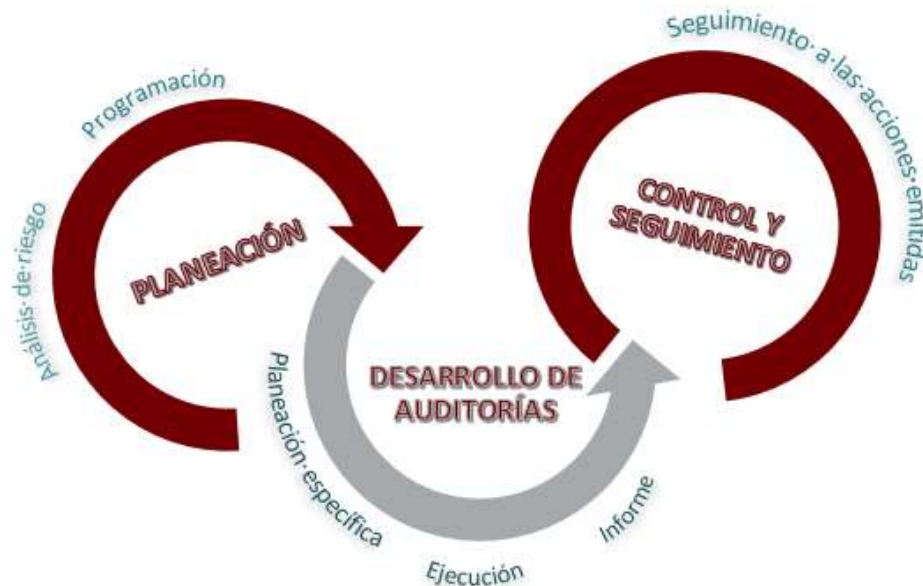 Análisis·de·riesgo
Programación
PLANEACIÓN
Planeación·específica
Ejecución
Informe
DESARROLLO DE
AUDITORÍAS
Seguimiento·a·las·acciones·emitidas
CONTROL Y
SEGUIMIENTO